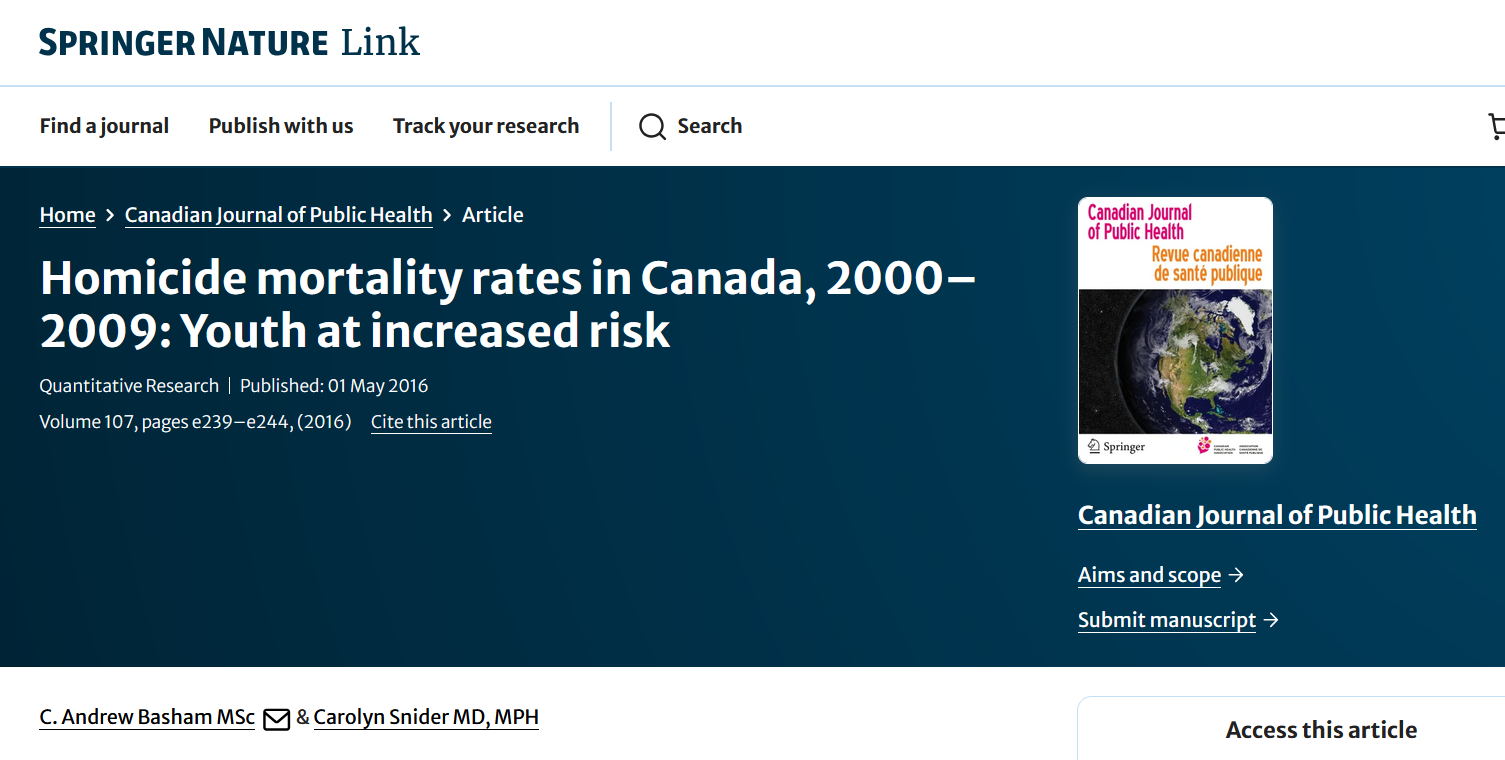 SPRINGER NATURE Link
Find a journal
Publish with us
Track your research
Search
Home > Canadian Journal of Public Health > Article
Homicide mortality rates in Canada, 2000–
2009: Youth at increased risk
Quantitative Research | Published: 01 May 2016
Volume 107, pages e239–e244, (2016) Cite this article
Canadian Journal
of Public Health
Revue canadienne
de santé publique
Springer
Canadian Journal of Public Health
Aims and scope →
Submit manuscript →
C. Andrew Basham MSc & Carolyn Snider MD, MPH
Access this article